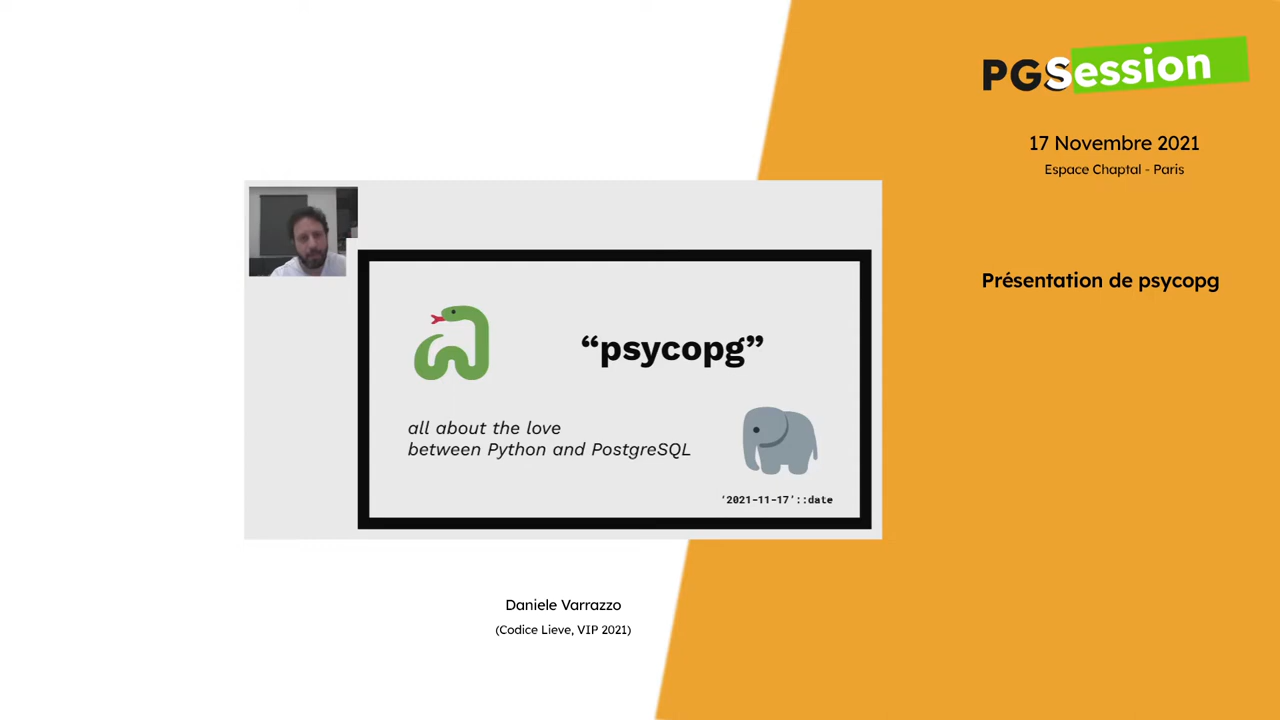 PGSession
17 Novembre 2021
Espace Chaptal - Paris
Présentation de psycopg
“psycopg”
all about the love
between Python and PostgreSQL
‘2021-11-17’::date
Daniele Varrazzo
(Codice Lieve, VIP 2021)